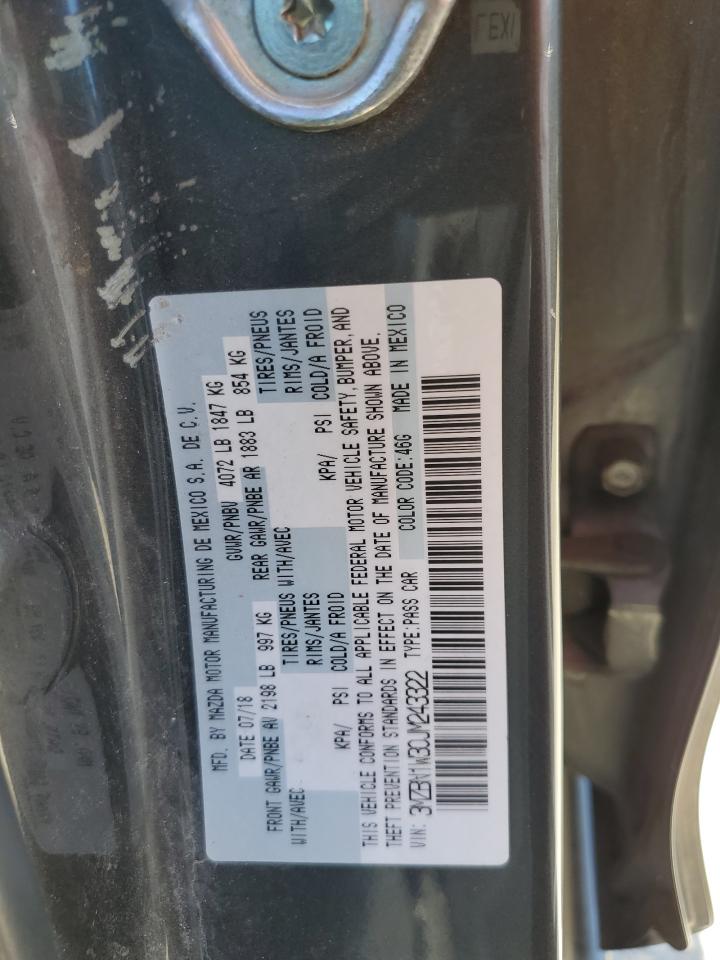 MFD. BY MAZDA MOTOR MANUFACTURING DE MEXICO S.A. DE C.V.
DATE 07/18 GVWR/PNBV 4072 LB 1847 KG
FRONT GAWR/PNBE AV 2198 LB 997 KG REAR GAWR/PNBE AR 1883 LB 854 KG
WITH/AVEC TIRES/PNEUS WITH/AVEC TIRES/PNEUS
RIMS/JANTES RIMS/JANTES
KPA/ PSI COLD/A FROID KPA/ PSI COLD/A FROID
THIS VEHICLE CONFORMS TO ALL APPLICABLE FEDERAL MOTOR VEHICLE SAFETY, BUMPER, AND
THEFT PREVENTION STANDARDS IN EFFECT ON THE DATE OF MANUFACTURE SHOWN ABOVE.
VIN: 3MZBN1W30JM243322 TYPE:PASS CAR COLOR CODE:46G MADE IN MEXICO